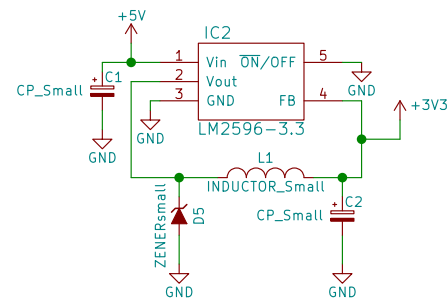 +5V
IC2
1 Vin ON/OFF 5
2 Vout
3 GND FB 4
LM2596-3.3
C1
CP_Small
GND
GND
GND
+3V3
L1
INDUCTOR_Small
ZENERsmall
D5
C2
CP_Small
GND
GND